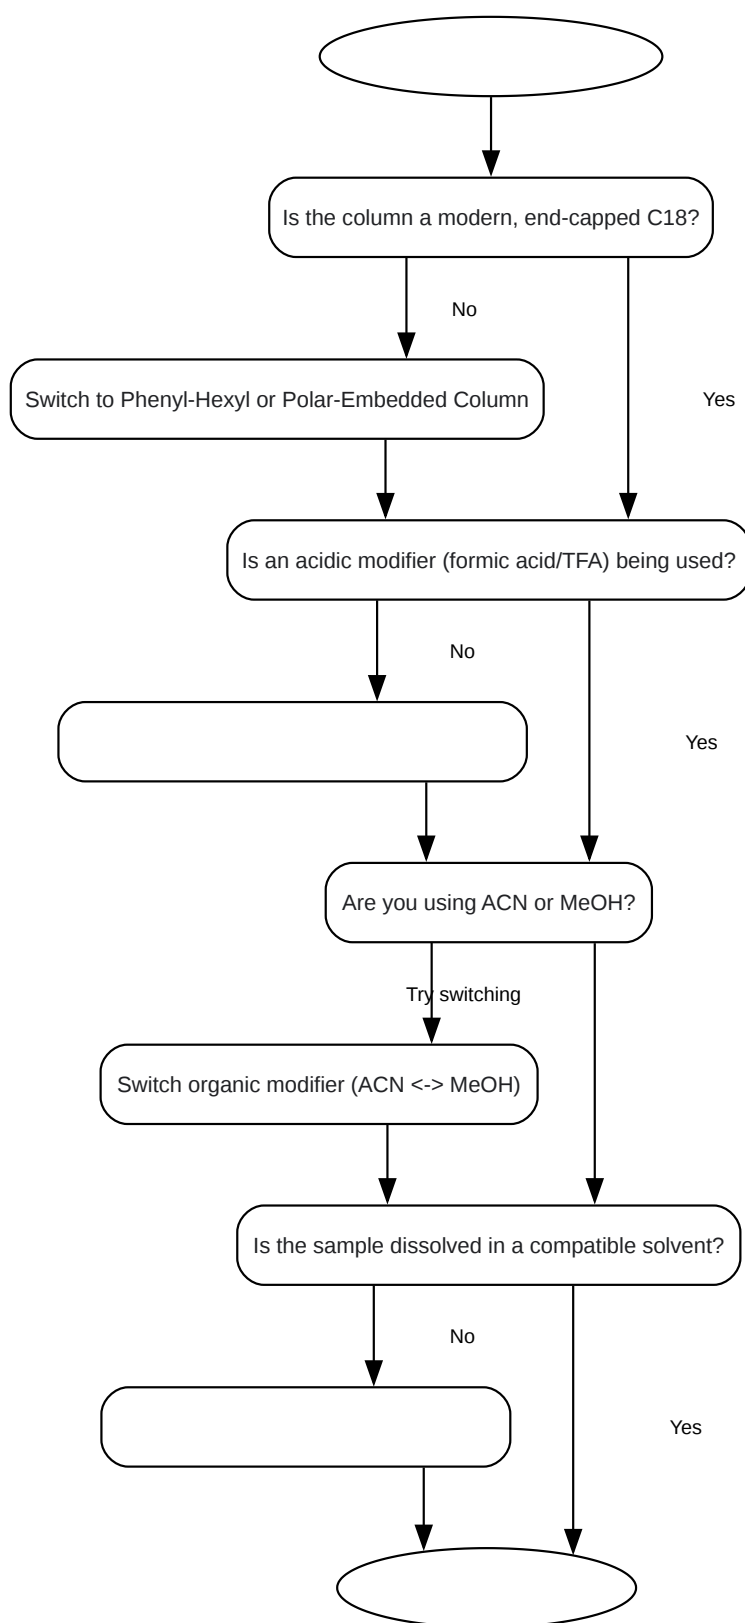 Is the column a modern, end-capped C18?
No
Switch to Phenyl-Hexyl or Polar-Embedded Column
Yes
Is an acidic modifier (formic acid/TFA) being used?
No
Yes
Are you using ACN or MeOH?
Try switching
Switch organic modifier (ACN <-> MeOH)
Is the sample dissolved in a compatible solvent?
No
Yes